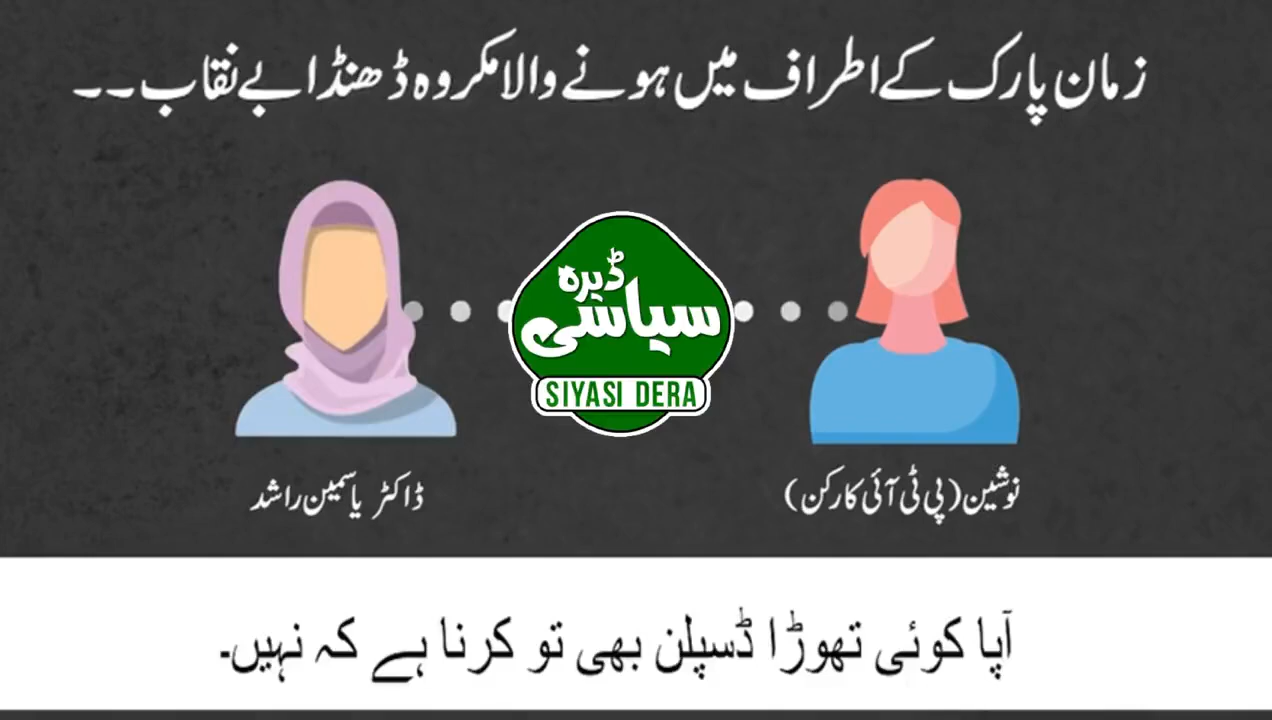 زمان پارک کے اطراف میں ہونے والا مکروہ ڈھنڈا بے نقاب۔۔
سیاسی ڈیرہ
SIYASI DERA
نوشین (پی ٹی آئی کارکن)
ڈاکٹر یاسمین راشد
آپا کوئی تھوڑا ڈسپلن بھی تو کرنا ہے کہ نہیں۔